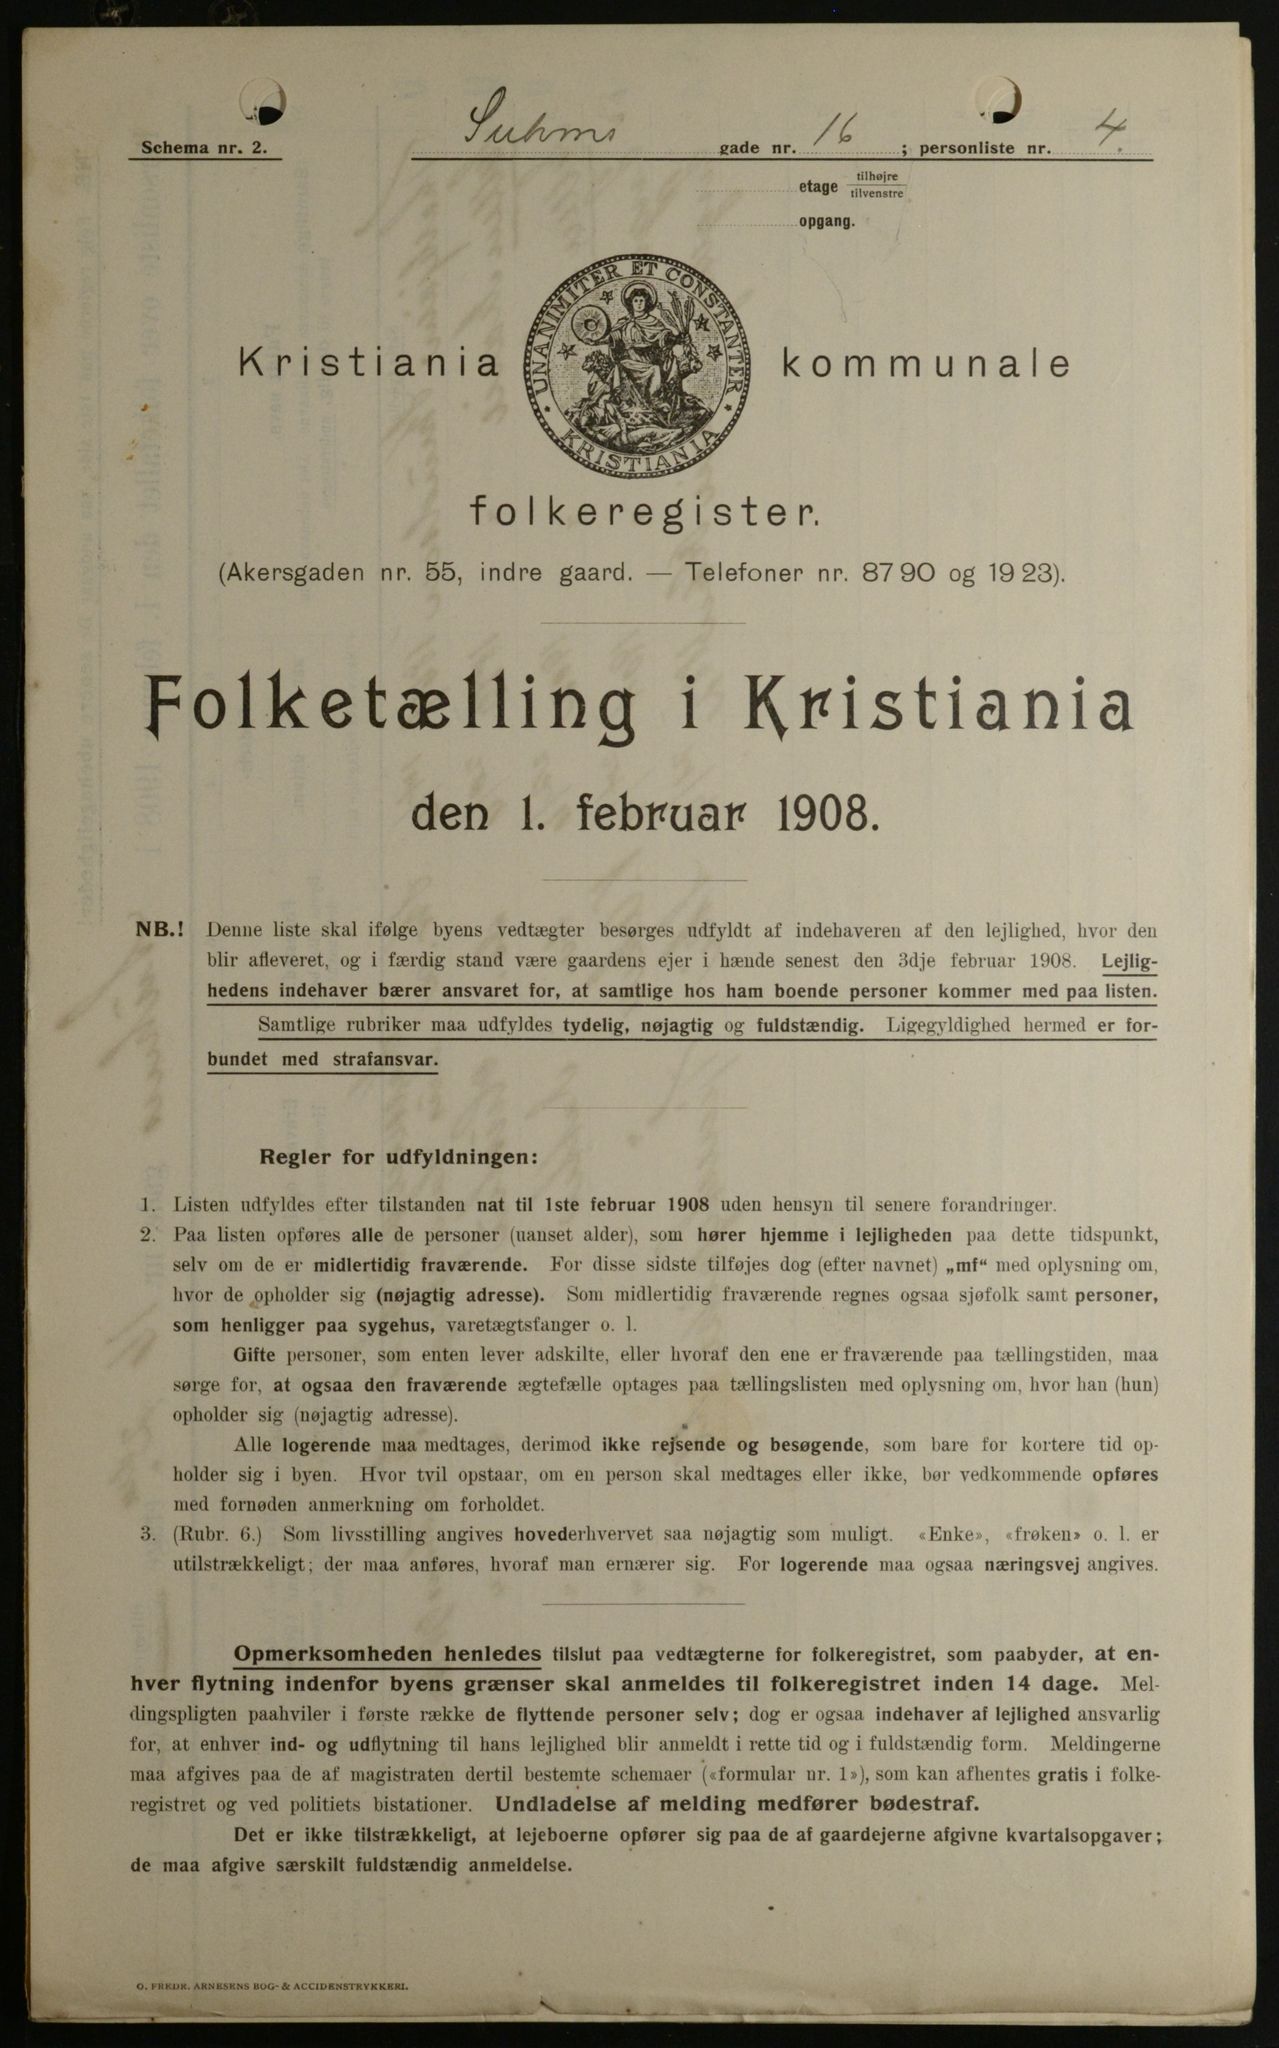 Schema nr. 2. Suhms gade nr. 16 ; personliste nr. 4.
etage tilhøjre
tilvenstre
opgang.
UNANIMITER ET CONSTANTER
KRISTIANIA
Kristiania kommunale
folkeregister.
(Akersgaden nr. 55, indre gaard. — Telefoner nr. 87 90 og 19 23).
Folketælling i Kristiania
den 1. februar 1908.
NB.! Denne liste skal ifølge byens vedtægter besørges udfyldt af indehaveren af den lejlighed, hvor den
blir afleveret, og i færdig stand være gaardens ejer i hænde senest den 3dje februar 1908. Lejlig-
hedens indehaver bærer ansvaret for, at samtlige hos ham boende personer kommer med paa listen.
Samtlige rubriker maa udfyldes tydelig, nøjagtig og fuldstændig. Ligegyldighed hermed er for-
bundet med strafansvar.
Regler for udfyldningen:
1. Listen udfyldes efter tilstanden nat til 1ste februar 1908 uden hensyn til senere forandringer.
2. Paa listen opføres alle de personer (uanset alder), som hører hjemme i lejligheden paa dette tidspunkt,
selv om de er midlertidig fraværende. For disse sidste tilføjes dog (efter navnet) „mf“ med oplysning om,
hvor de opholder sig (nøjagtig adresse). Som midlertidig fraværende regnes ogsaa sjøfolk samt personer,
som henligger paa sygehus, varetægtsfanger o. l.
Gifte personer, som enten lever adskilte, eller hvoraf den ene er fraværende paa tællingstiden, maa
sørge for, at ogsaa den fraværende ægtefælle optages paa tællingslisten med oplysning om, hvor han (hun)
opholder sig (nøjagtig adresse).
Alle logerende maa medtages, derimod ikke rejsende og besøgende, som bare for kortere tid op-
holder sig i byen. Hvor tvil opstaar, om en person skal medtages eller ikke, bør vedkommende opføres
med fornøden anmerkning om forholdet.
3. (Rubr. 6.) Som livsstilling angives hovederhvervet saa nøjagtig som muligt. «Enke», «frøken» o. l. er
utilstrækkeligt; der maa anføres, hvoraf man ernærer sig. For logerende maa ogsaa næringsvej angives.
Opmerksomheden henledes tilslut paa vedtægterne for folkeregistret, som paabyder, at en-
hver flytning indenfor byens grænser skal anmeldes til folkeregistret inden 14 dage. Mel-
dingspligten paahviler i første række de flyttende personer selv; dog er ogsaa indehaver af lejlighed ansvarlig
for, at enhver ind- og udflytning til hans lejlighed blir anmeldt i rette tid og i fuldstændig form. Meldingerne
maa afgives paa de af magistraten dertil bestemte schemaer («formular nr. 1»), som kan afhentes gratis i folke-
registret og ved politiets bistationer. Undladelse af melding medfører bødestraf.
Det er ikke tilstrækkeligt, at lejeboerne opfører sig paa de af gaardejerne afgivne kvartalsopgaver;
de maa afgive særskilt fuldstændig anmeldelse.
O. FREDR. ARNESENS BOG- & ACCIDENSTRYKKERI.